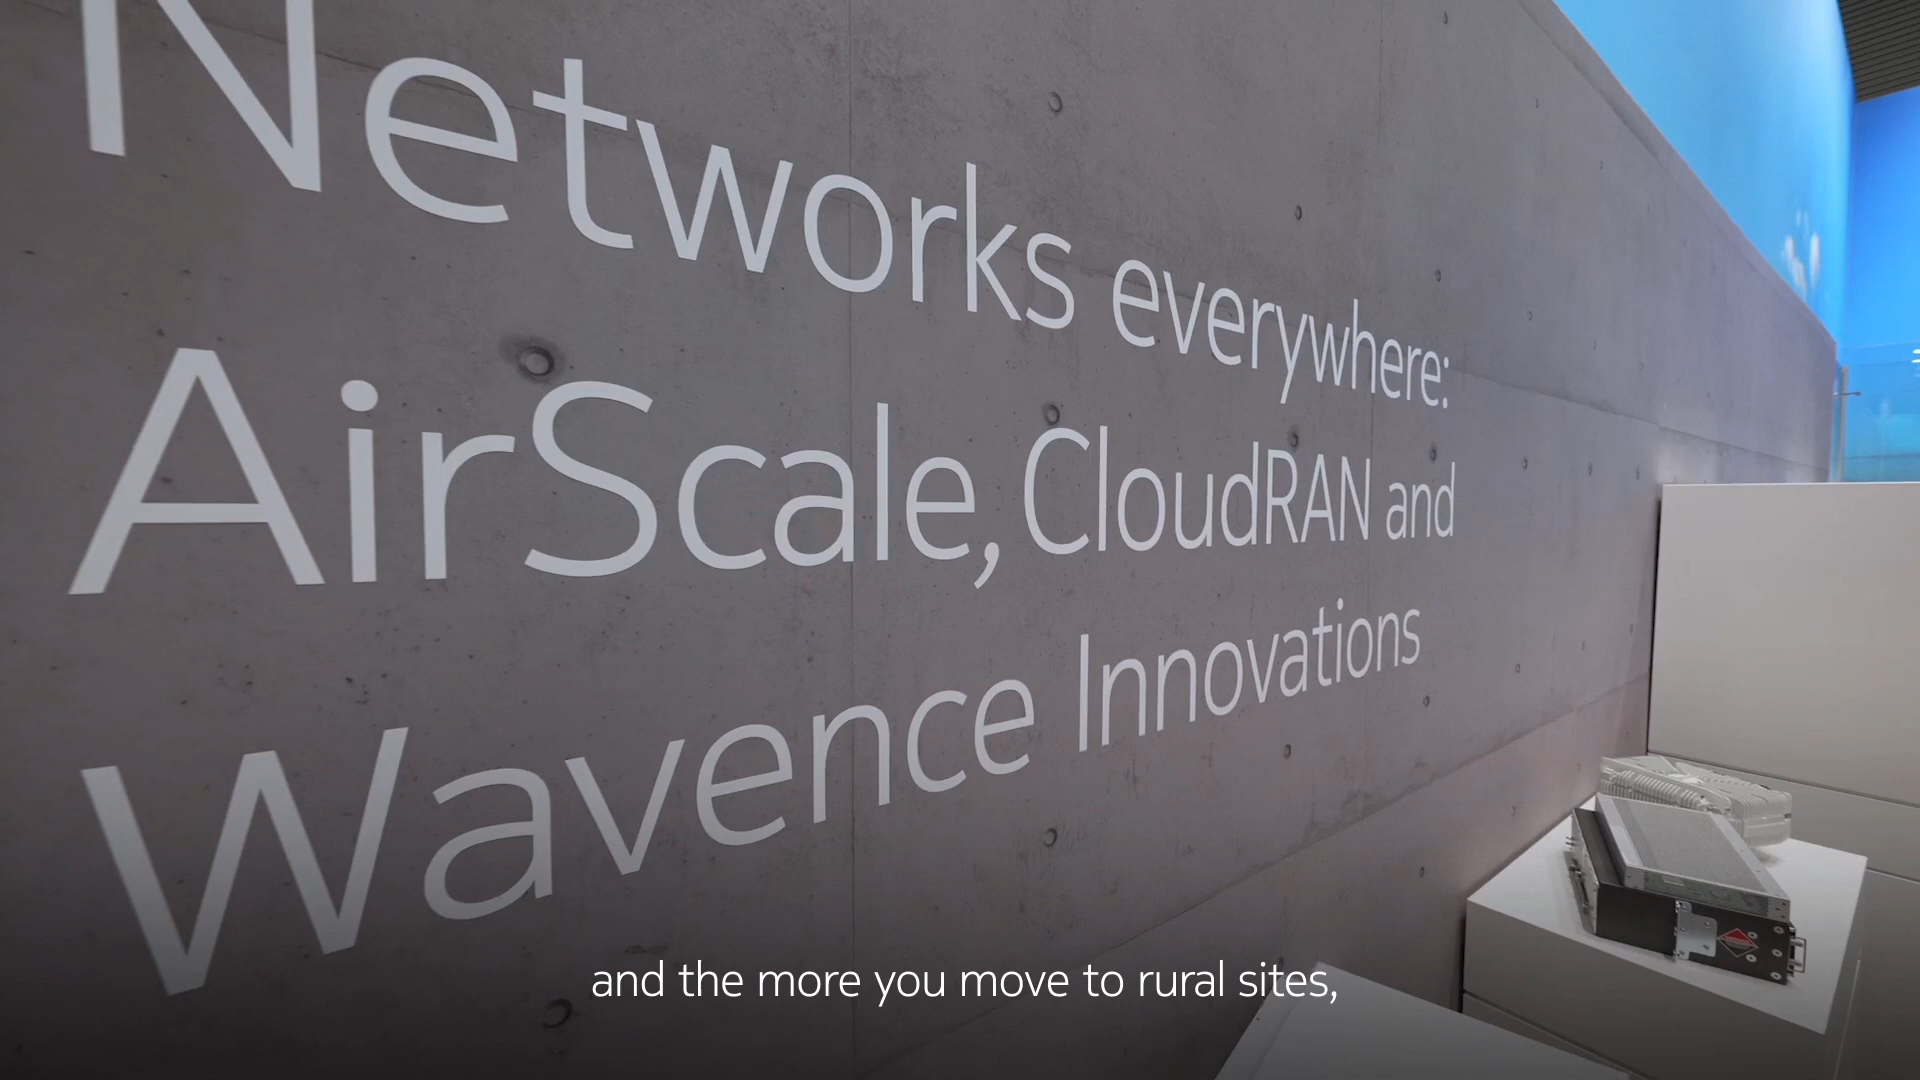 Networks everywhere:
AirScale, CloudRAN and
Wavence Innovations
and the more you move to rural sites,